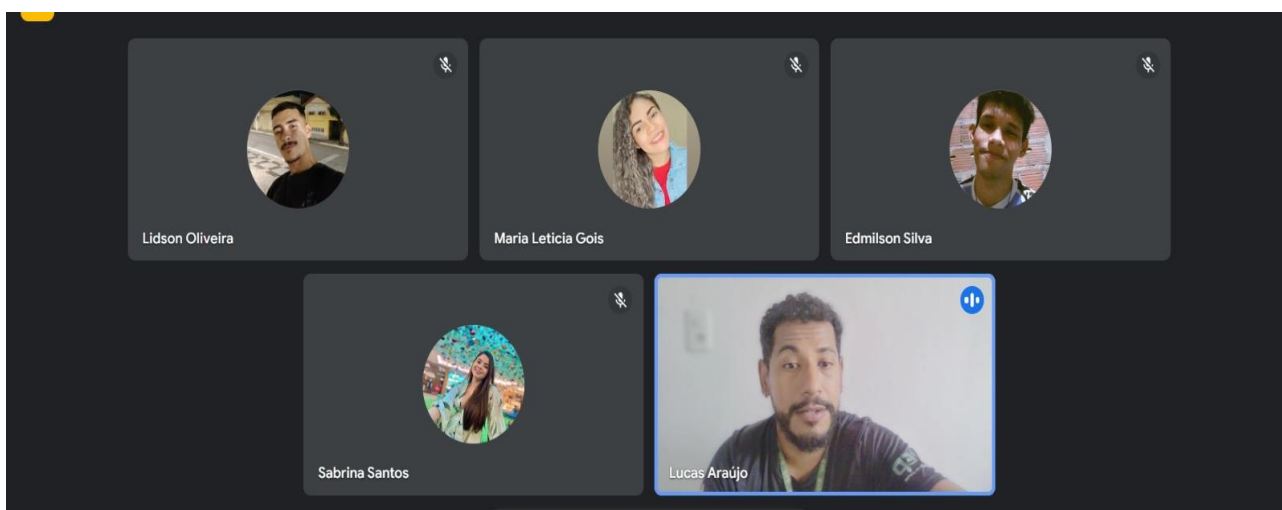 Lidson Oliveira
Maria Leticia Gois
Edmilson Silva
Sabrina Santos
Lucas Araújo